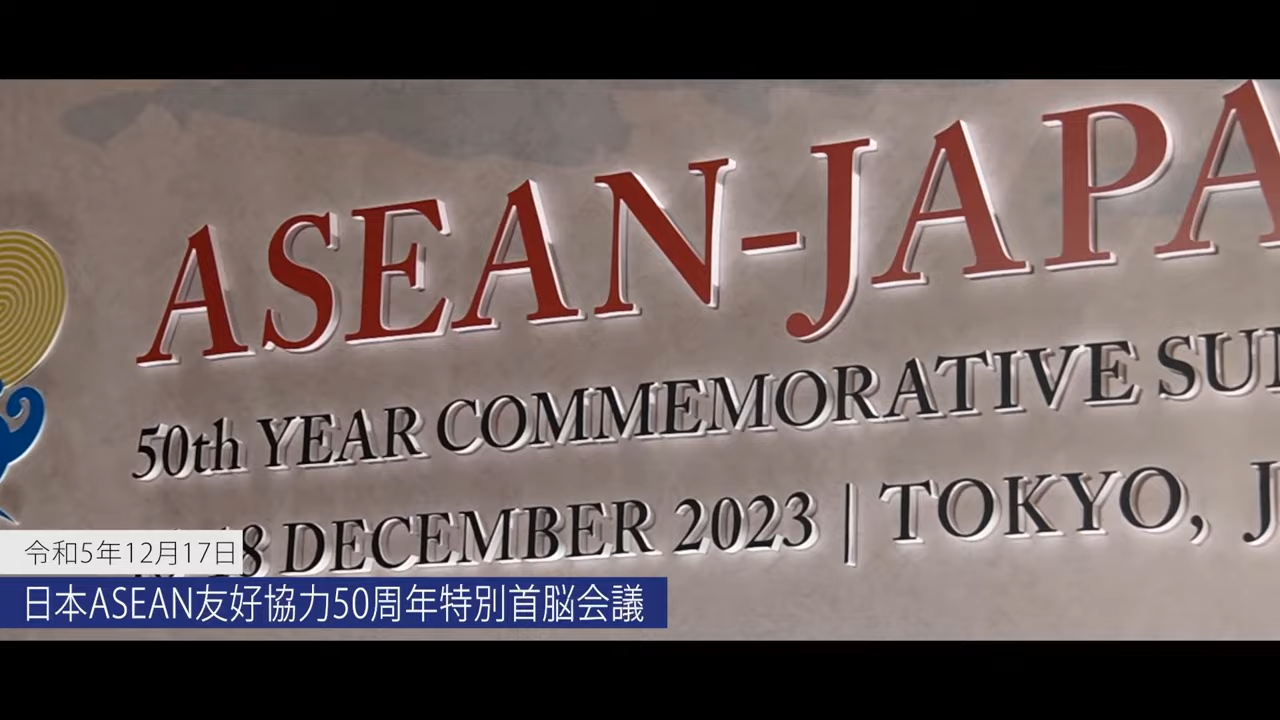 ASEAN-JAPA
50th YEAR COMMEMORATIVE SU
18 DECEMBER 2023 | TOKYO, J
令和5年12月17日
日本ASEAN友好協力50周年特別首脳会議